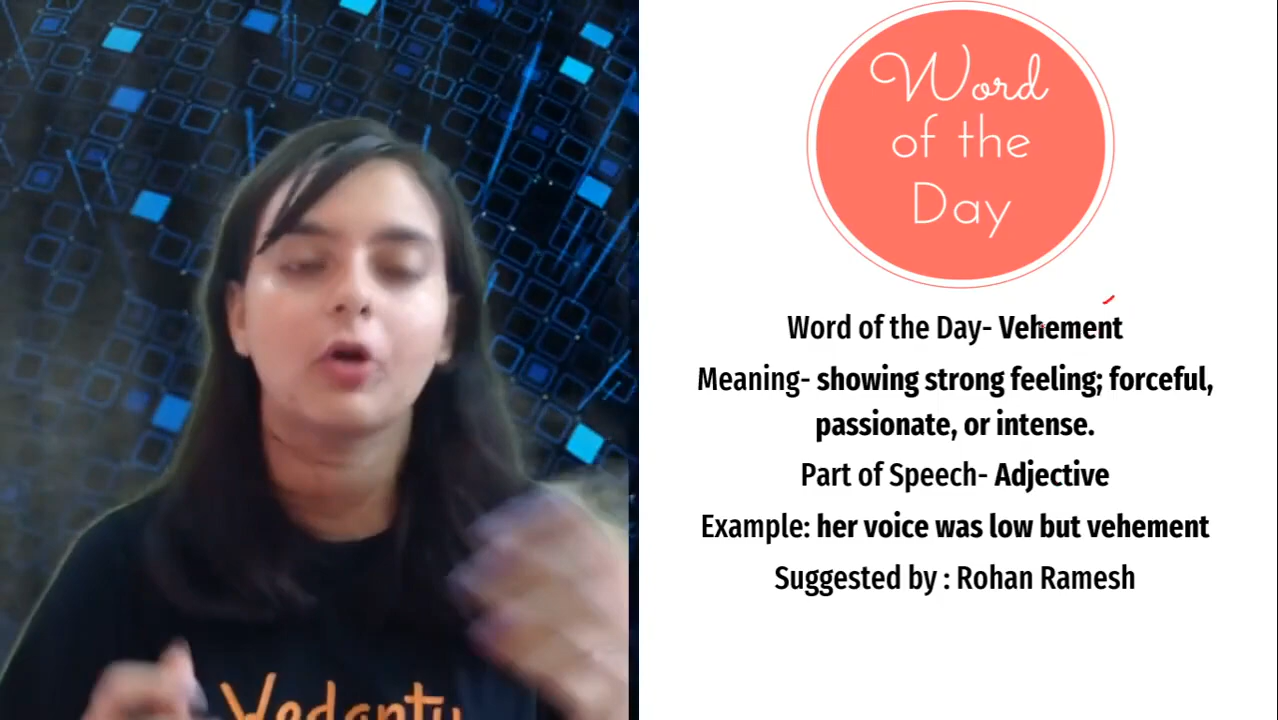 Word
of the
Day
Word of the Day- Vehement
Meaning- showing strong feeling; forceful,
passionate, or intense.
Part of Speech- Adjective
Example: her voice was low but vehement
Suggested by : Rohan Ramesh
Vedantu